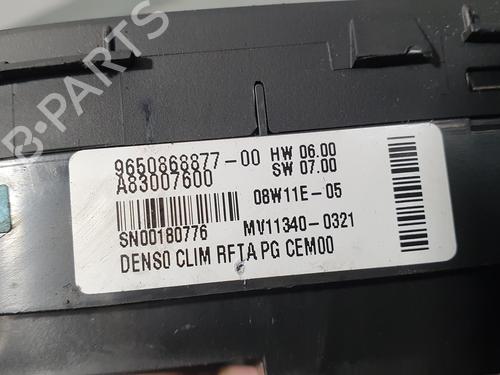 9650868877-00 HW 06.00
A83007600 SW 07.00
08W11E-05
SN00180776 MV11340-0321
DENSO CLIM RFTA PG CEM00
B-PARTS